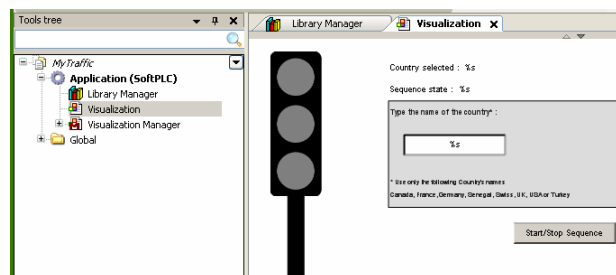 Tools tree
Library Manager
Visualization
MyTraffic
Application (SoftPLC)
Library Manager
Visualization
Visualization Manager
Global
Country selected : %s
Sequence state : %s
Type the name of the country* :
%s
* Use only the following Country's names
Canada, France, Germany, Senegal, Swiss, UK, USA or Turkey
Start/Stop Sequence